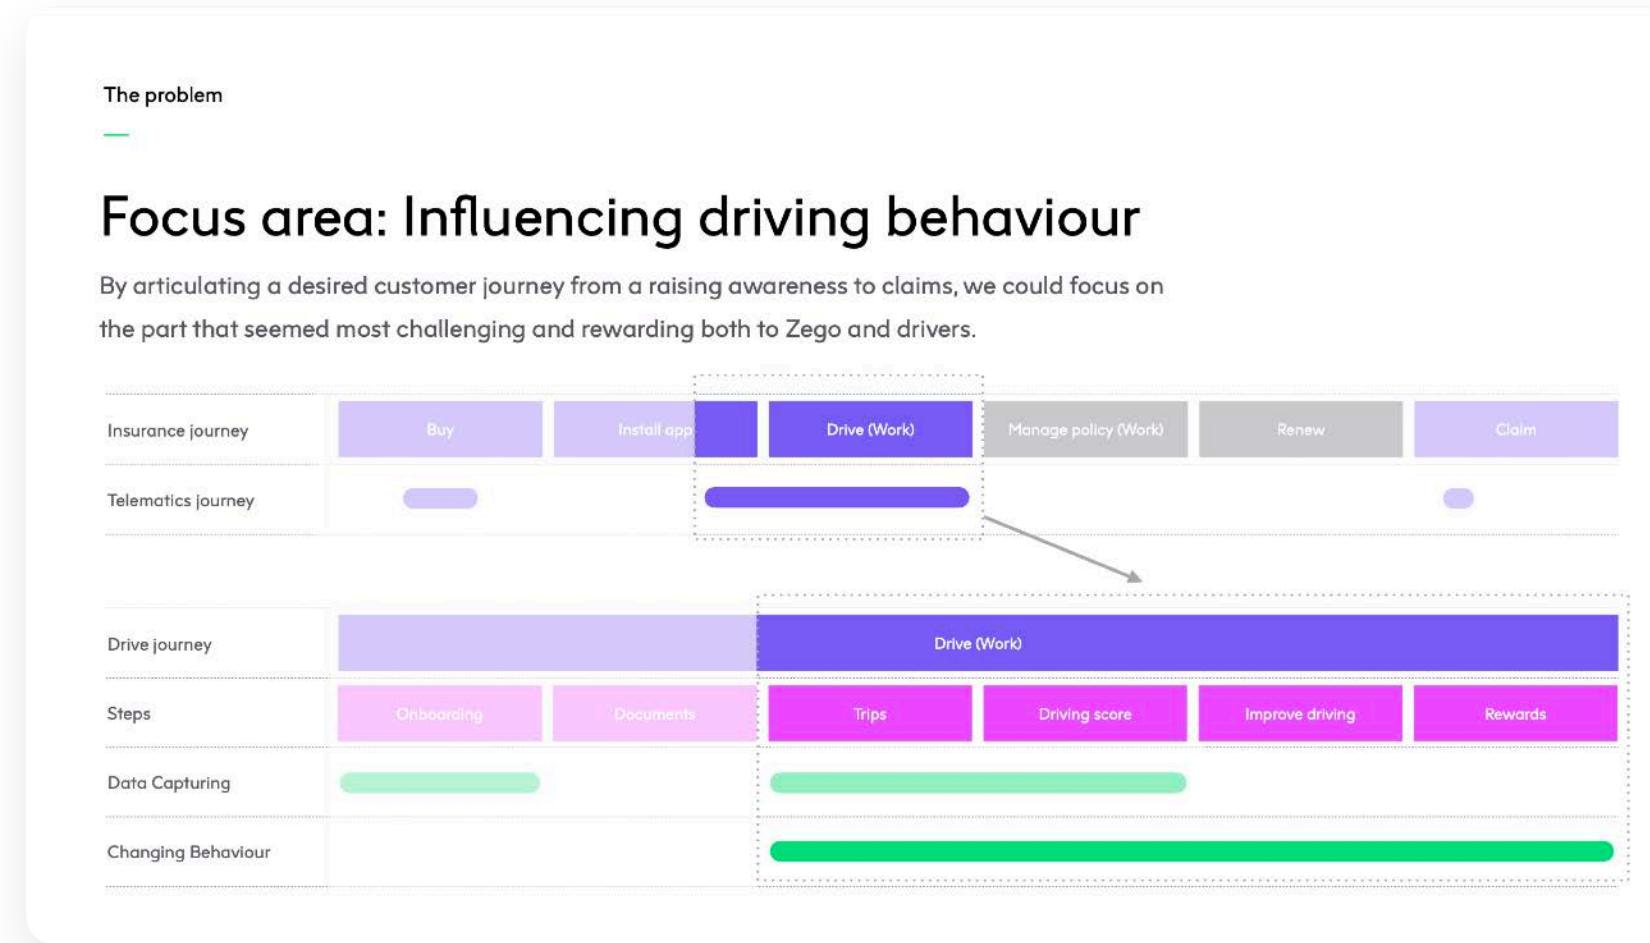 The problem
Focus area: Influencing driving behaviour
By articulating a desired customer journey from a raising awareness to claims, we could focus on
the part that seemed most challenging and rewarding both to Zego and drivers.
Insurance journey
Buy
Install app
Drive (Work)
Manage policy (Work)
Renew
Claim
Telematics journey
Drive journey
Drive (Work)
Steps
Onboarding
Documents
Trips
Driving score
Improve driving
Rewards
Data Capturing
Changing Behaviour